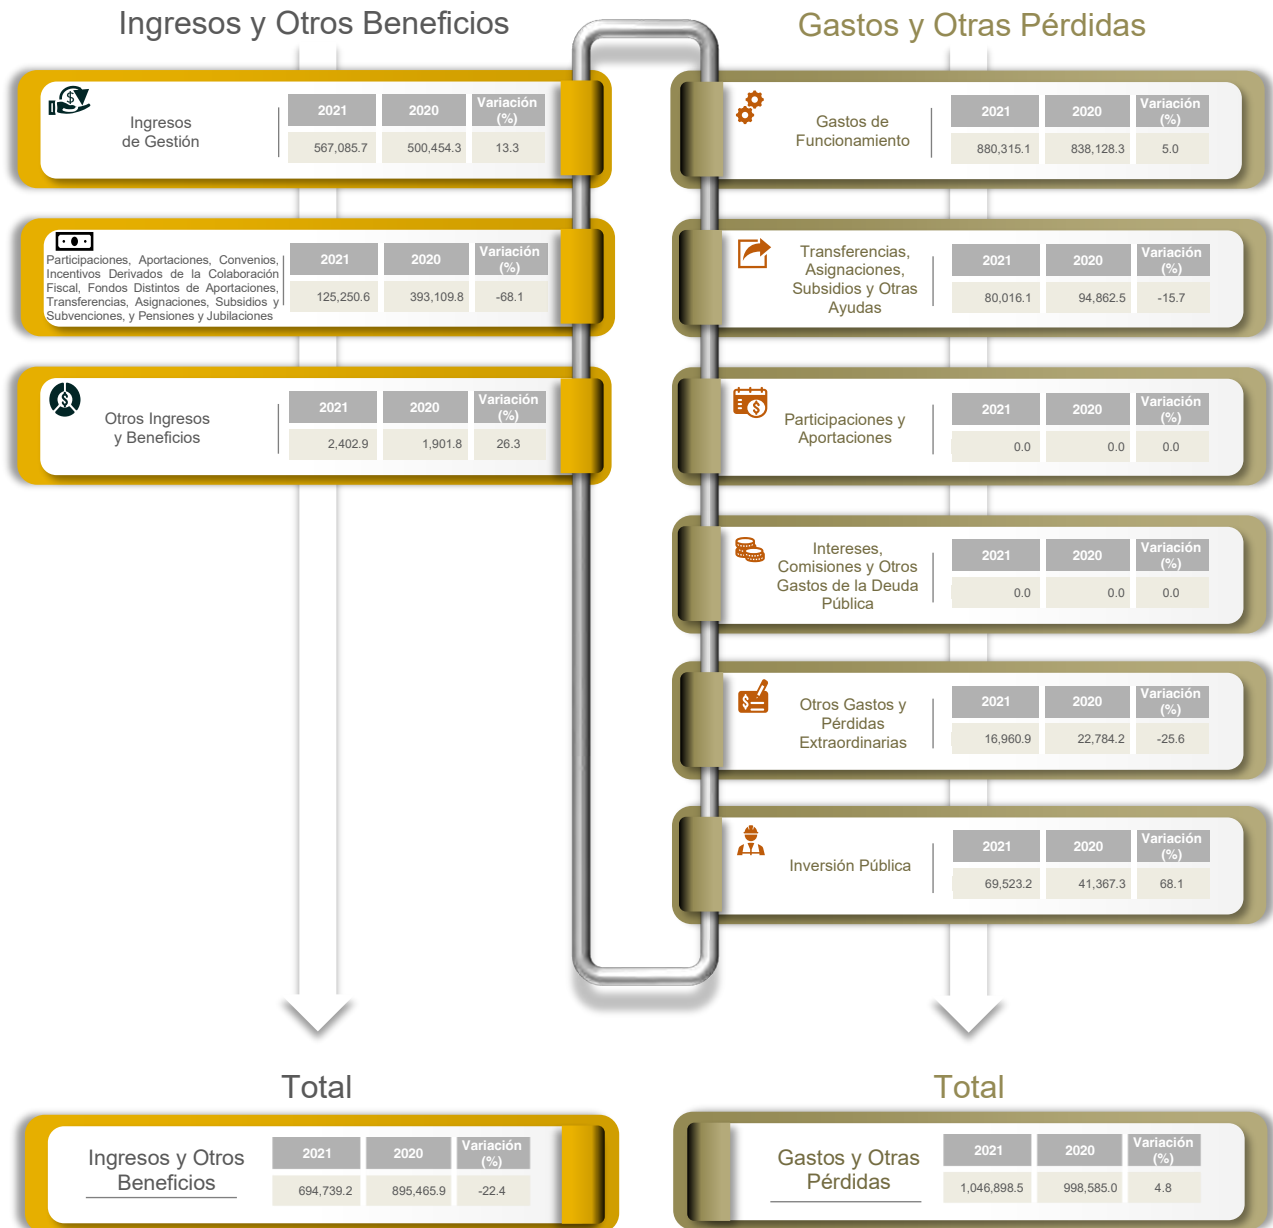 Ingresos y Otros Beneficios
Ingresos
de Gestión
2021 2020 Variación
(%)
567,085.7 500,454.3 13.3
Participaciones, Aportaciones, Convenios,
Incentivos Derivados de la Colaboración
Fiscal, Fondos Distintos de Aportaciones,
Transferencias, Asignaciones, Subsidios y
Subvenciones, y Pensiones y Jubilaciones
2021 2020 Variación
(%)
125,250.6 393,109.8 -68.1
Otros Ingresos
y Beneficios
2021 2020 Variación
(%)
2,402.9 1,901.8 26.3
Total
Ingresos y Otros
Beneficios
2021 2020 Variación
(%)
694,739.2 895,465.9 -22.4
Gastos y Otras Pérdidas
Gastos de
Funcionamiento
2021 2020 Variación
(%)
880,315.1 838,128.3 5.0
Transferencias,
Asignaciones,
Subsidios y Otras
Ayudas
2021 2020 Variación
(%)
80,016.1 94,862.5 -15.7
Participaciones y
Aportaciones
2021 2020 Variación
(%)
0.0 0.0 0.0
Intereses,
Comisiones y Otros
Gastos de la Deuda
Pública
2021 2020 Variación
(%)
0.0 0.0 0.0
Otros Gastos y
Pérdidas
Extraordinarias
2021 2020 Variación
(%)
16,960.9 22,784.2 -25.6
Inversión Pública
2021 2020 Variación
(%)
69,523.2 41,367.3 68.1
Total
Gastos y Otras
Pérdidas
2021 2020 Variación
(%)
1,046,898.5 998,585.0 4.8